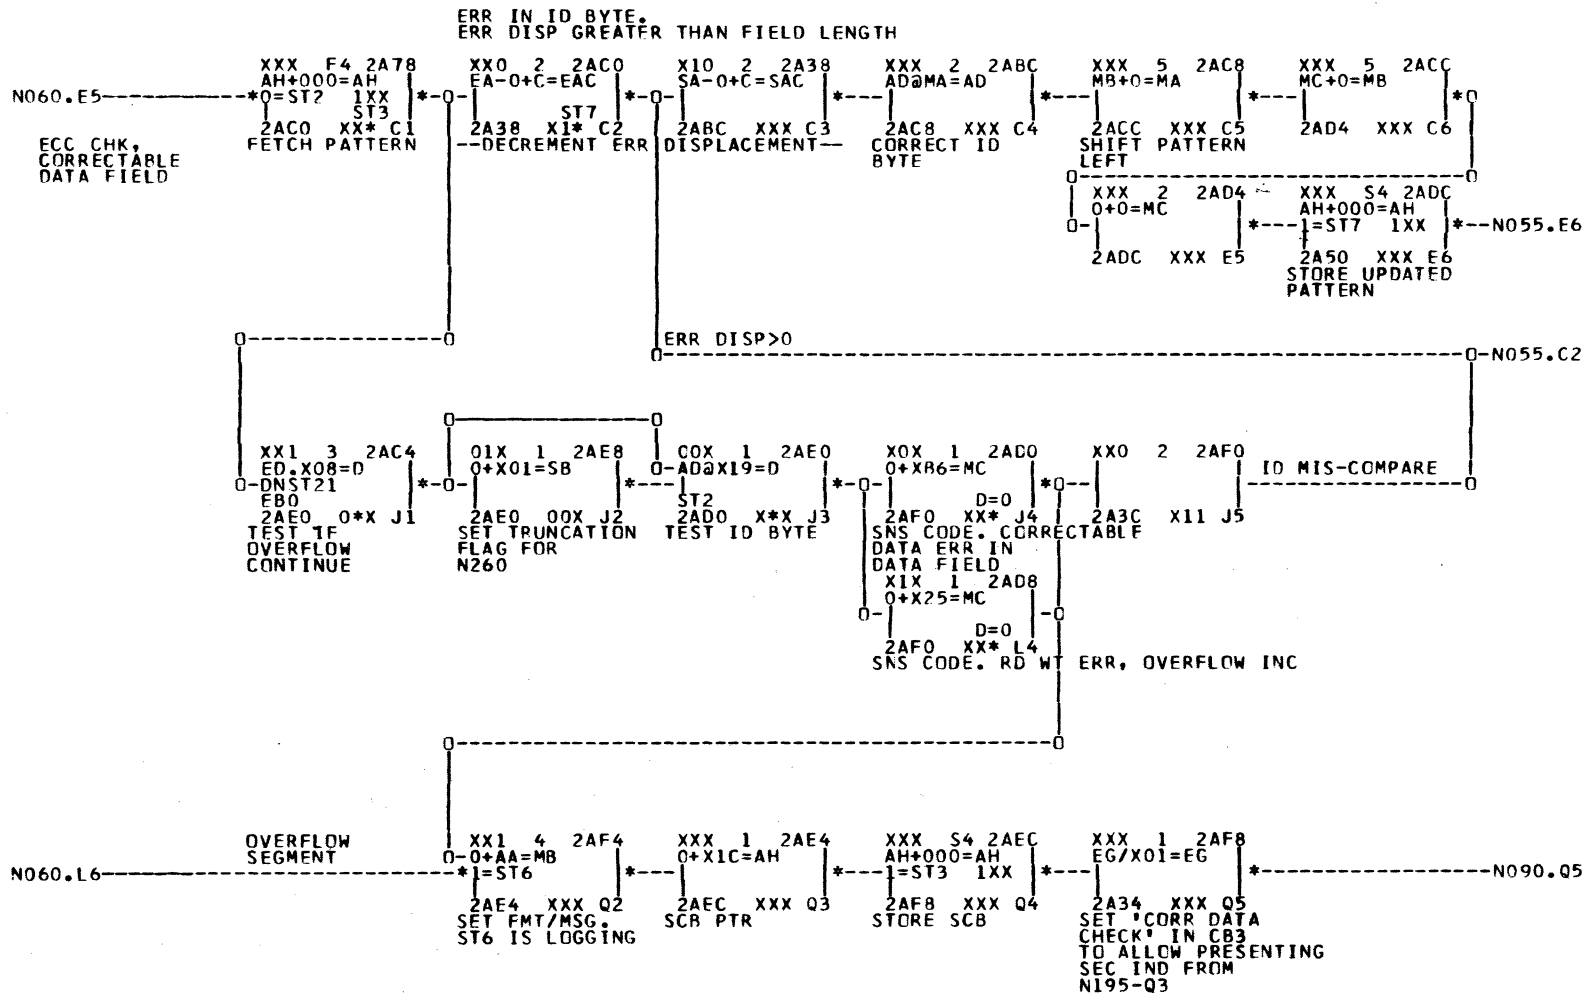 ERR IN ID BYTE.
ERR DISP GREATER THAN FIELD LENGTH
XXX F4 2A78
AH+000=AH
*0=ST2 1XX
ST3
2AC0 XX* C1
FETCH PATTERN
XX0 2 2AC0
EA-0+C=EAC
ST7
2A38 X1* C2
--DECREMENT ERR DISPLACEMENT--
X10 2 2A38
SA-0+C=SAC
2ABC XXX C3
XXX 2 2ABC
AD@MA=AD
2AC8 XXX C4
CORRECT ID
BYTE
XXX 5 2AC8
MB+0=MA
2ACC XXX C5
SHIFT PATTERN
LEFT
XXX 5 2ACC
MC+0=MB
2AD4 XXX C6
N060.E5
ECC CHK,
CORRECTABLE
DATA FIELD
XXX 2 2AD4
0+0=MC
2ADC XXX E5
XXX S4 2ADC
AH+000=AH
1=ST7 1XX
2A50 XXX E6
STORE UPDATED
PATTERN
N055.E6
ERR DISP>0
N055.C2
XX1 3 2AC4
ED.X08=D
DNST21
EB0
2AE0 0*X J1
TEST IF
OVERFLOW
CONTINUE
01X 1 2AE8
0+X01=SB
2AE0 00X J2
SET TRUNCATION
FLAG FOR
N260
00X 1 2AE0
AD@X19=D
ST2
2AD0 X*X J3
TEST ID BYTE
X0X 1 2AD0
0+XB6=MC
D=0
2AF0 XX* J4
SNS CODE. CORRECTABLE
DATA ERR IN
DATA FIELD
XX0 2 2AF0
2A3C X11 J5
ID MIS-COMPARE
X1X 1 2AD8
0+X25=MC
D=0
2AF0 XX* L4
SNS CODE. RD WT ERR, OVERFLOW INC
N060.L6
OVERFLOW
SEGMENT
XX1 4 2AF4
0+AA=MB
*1=ST6
2AE4 XXX Q2
SET FMT/MSG.
ST6 IS LOGGING
XXX 1 2AE4
0+X1C=AH
2AEC XXX Q3
SCB PTR
XXX S4 2AEC
AH+000=AH
1=ST3 1XX
2AF8 XXX Q4
STORE SCB
XXX 1 2AF8
EG/X01=EG
2A34 XXX Q5
SET 'CORR DATA
CHECK' IN CB3
TO ALLOW PRESENTING
SEC IND FROM
N195-Q3
N090.Q5